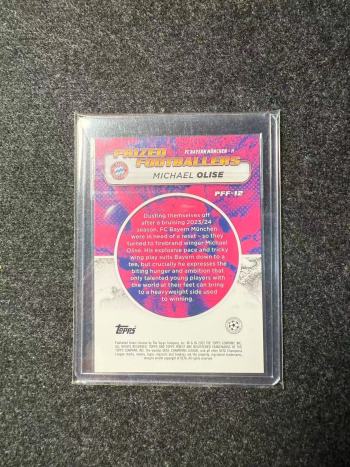 FC BAYERN MÜNCHEN - M
PRIZED
FOOTBALLERS
MICHAEL OLISE
PFF-12
Dusting themselves off
after a bruising 2023/24
season, FC Bayern München
were in need of a reset – so they
turned to firebrand winger Michael
Olise. His explosive pace and tricky
wing play suits Bayern down to a
tee, but crucially he expresses the
biting hunger and ambition that
only talented young players with
the world at their feet can bring
to a heavyweight side used
to winning.
TOPPS